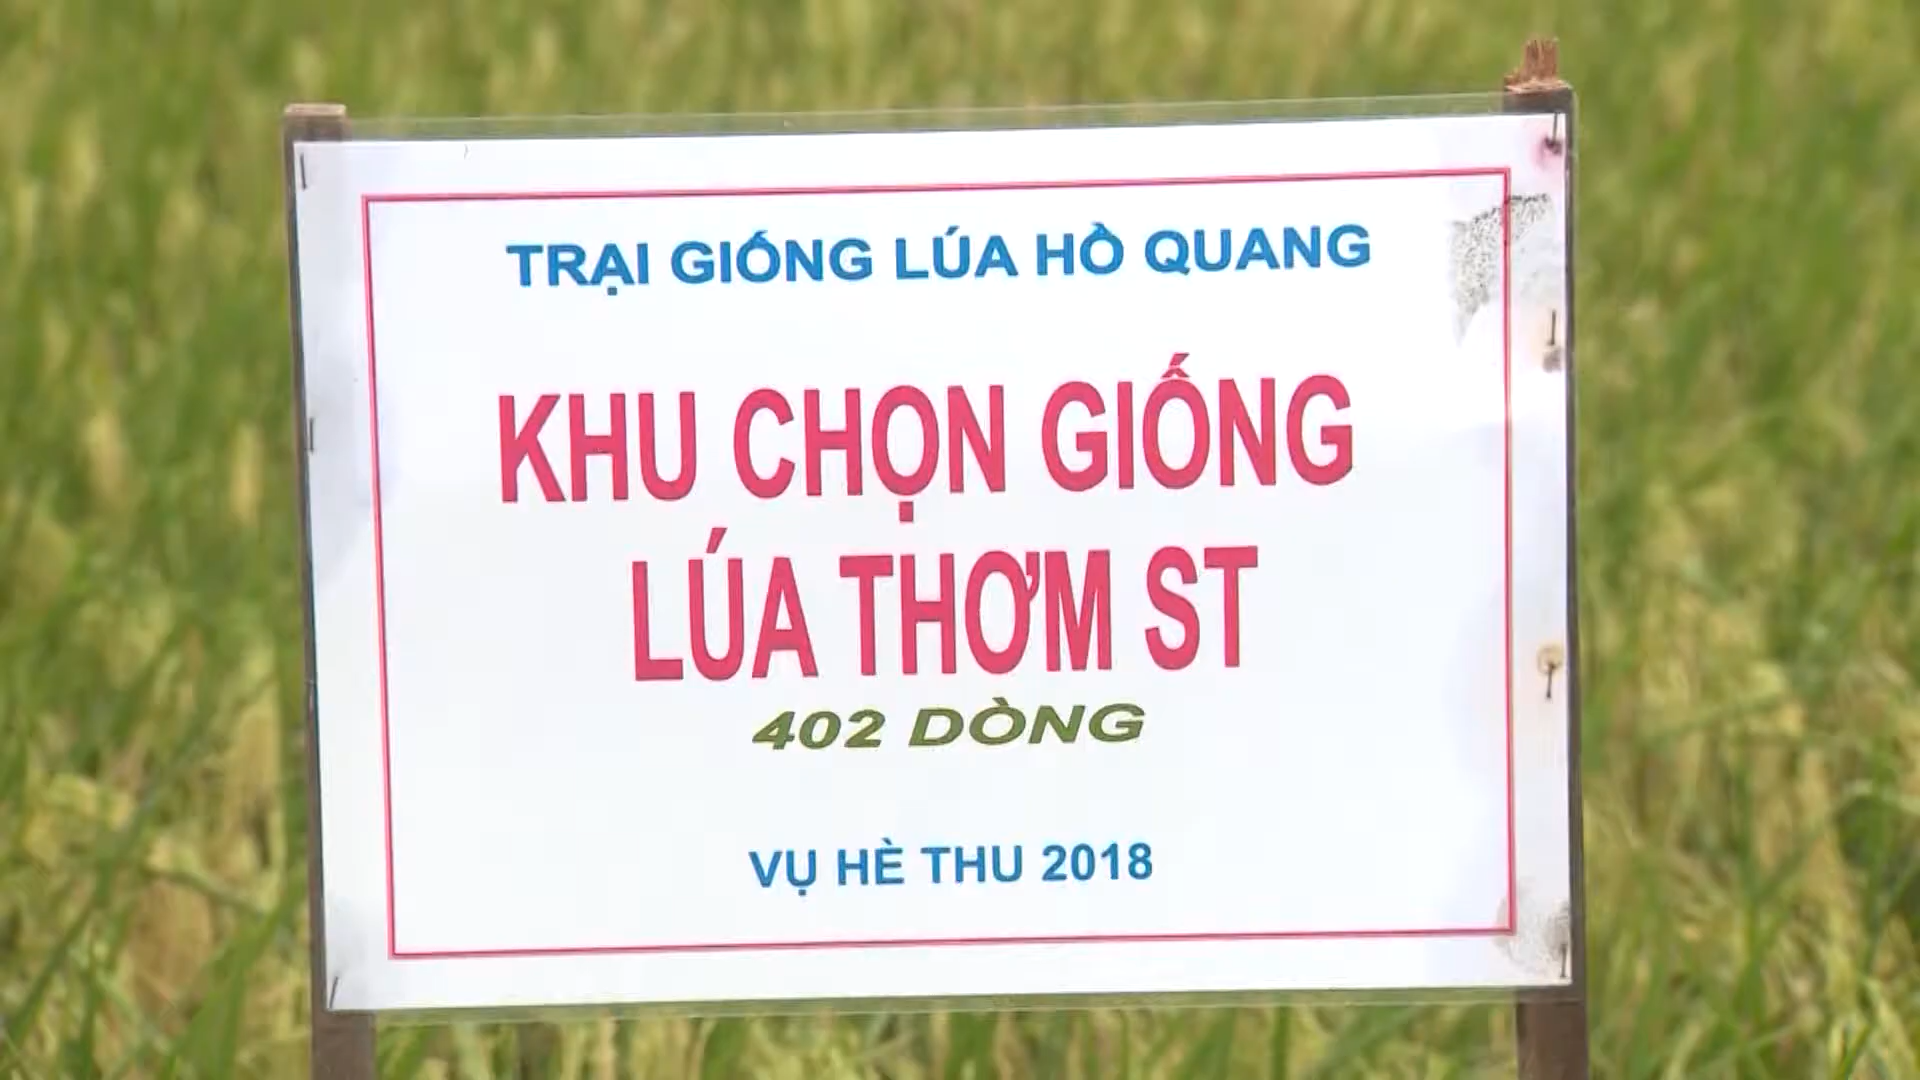 TRẠI GIỐNG LÚA HỒ QUANG
KHU CHỌN GIỐNG
LÚA THƠM ST
402 DÒNG
VỤ HÈ THU 2018